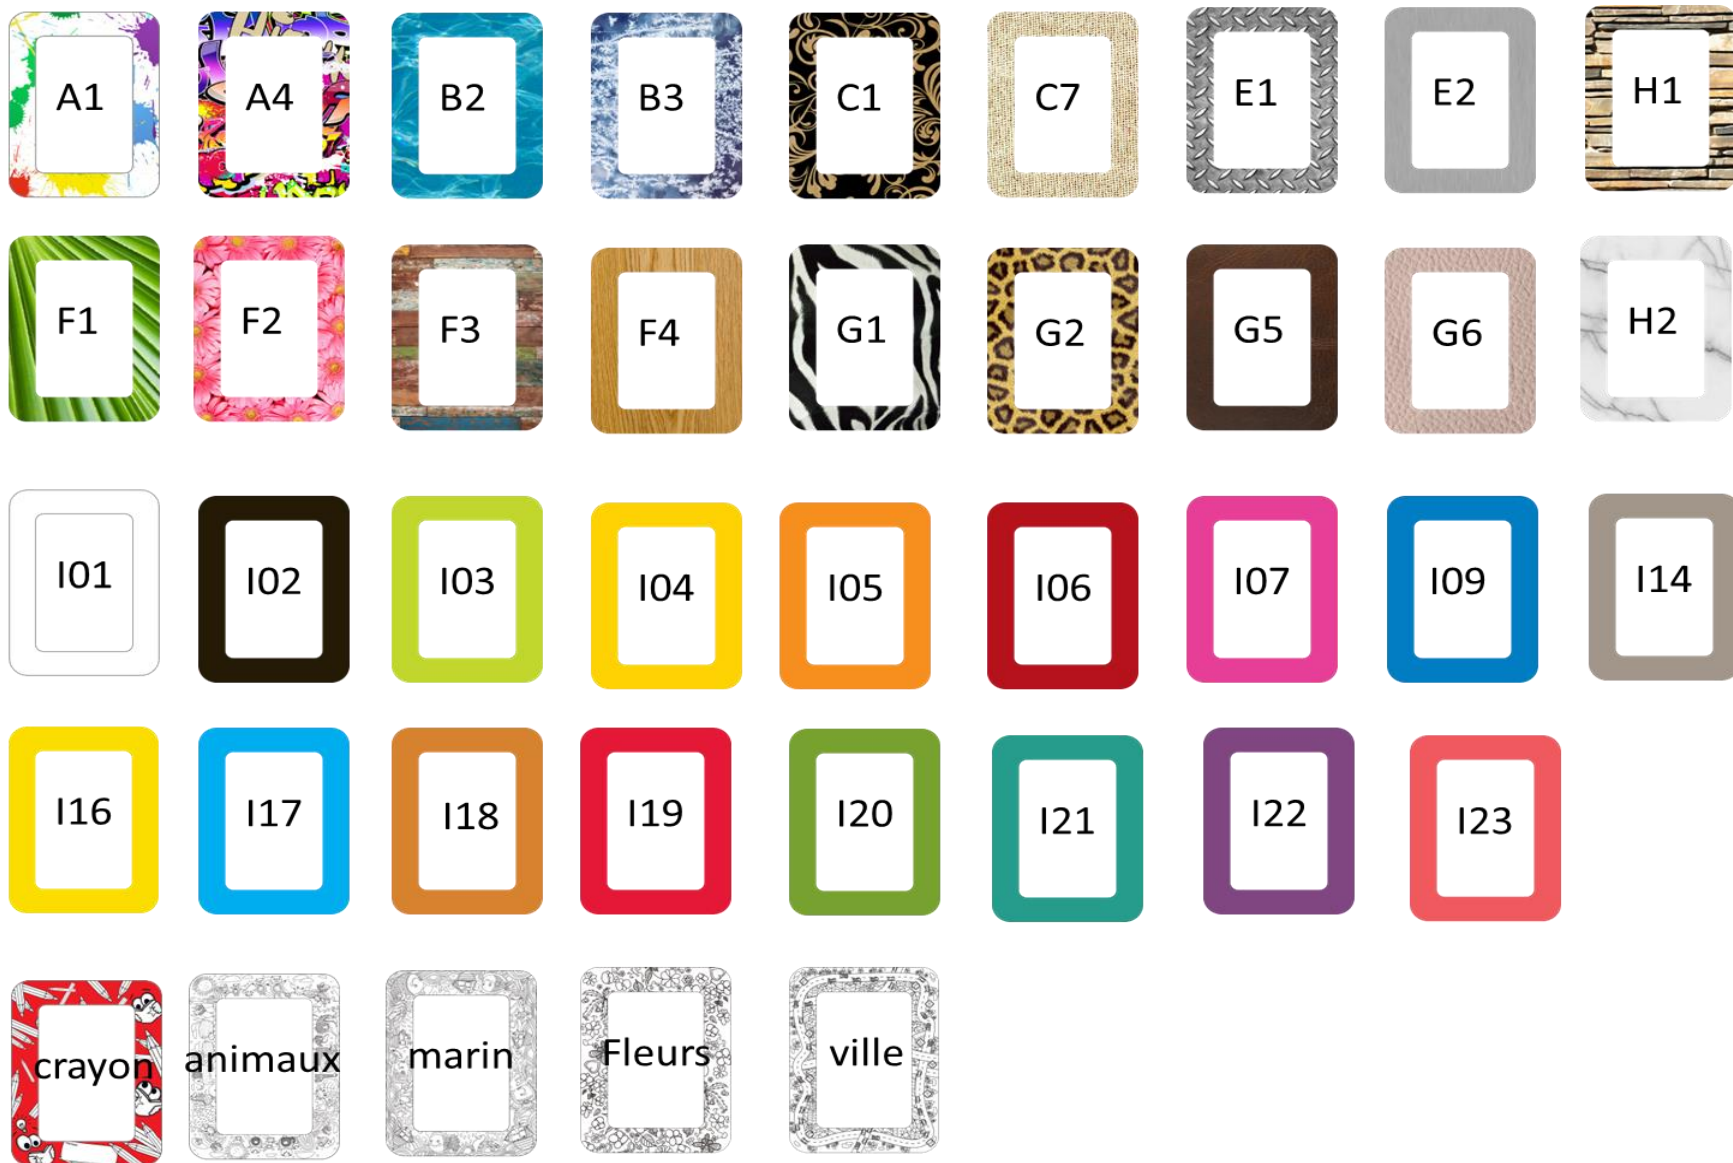 A1 A4 B2 B3 C1 C7 E1 E2 H1
F1 F2 F3 F4 G1 G2 G5 G6 H2
I01 I02 I03 I04 I05 I06 I07 I09 I14
I16 I17 I18 I19 I20 I21 I22 I23
crayon animaux marin Fleurs ville